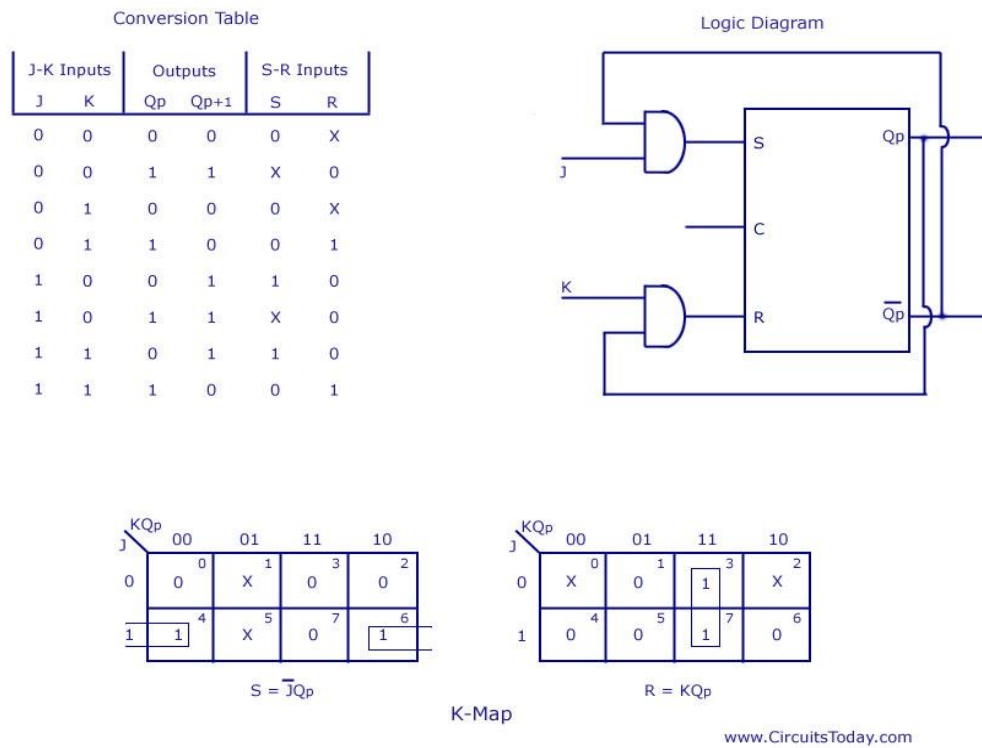 Conversion Table
J-K Inputs Outputs S-R Inputs
J K Qp Qp+1 S R
0 0 0 0 0 X
0 0 1 1 X 0
0 1 0 0 0 X
0 1 1 0 0 1
1 0 0 1 1 0
1 0 1 1 X 0
1 1 0 1 1 0
1 1 1 0 0 1
Logic Diagram
S Qp
J
C
K
R Q̅p
KQp
J 00 01 11 10
0 0 0 X 1 0 3 0 2
1 1 4 X 5 0 7 1 6
S = J̅Qp
KQp
J 00 01 11 10
0 X 0 0 1 1 3 X 2
1 0 4 0 5 1 7 0 6
R = KQp
K-Map
www.CircuitsToday.com